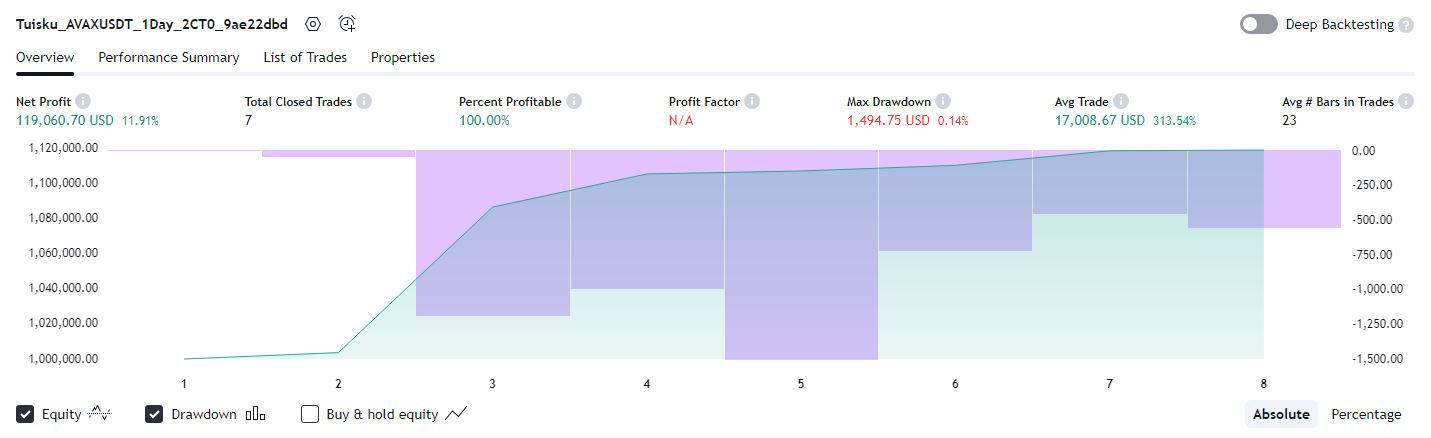 Tuisku_AVAXUSDT_1Day_2CT0_9ae22dbd Deep Backtesting ?
Overview Performance Summary List of Trades Properties
Net Profit Total Closed Trades Percent Profitable Profit Factor Max Drawdown Avg Trade Avg # Bars in Trades
119,060.70 USD 11.91% 7 100.00% N/A 1,494.75 USD 0.14% 17,008.67 USD 313.54% 23
1,120,000.00 0.00
1,100,000.00 -250.00
1,080,000.00 -500.00
1,060,000.00 -750.00
1,040,000.00 -1,000.00
1,020,000.00 -1,250.00
1,000,000.00 -1,500.00
1 2 3 4 5 6 7 8
Equity Drawdown Buy & hold equity Absolute Percentage